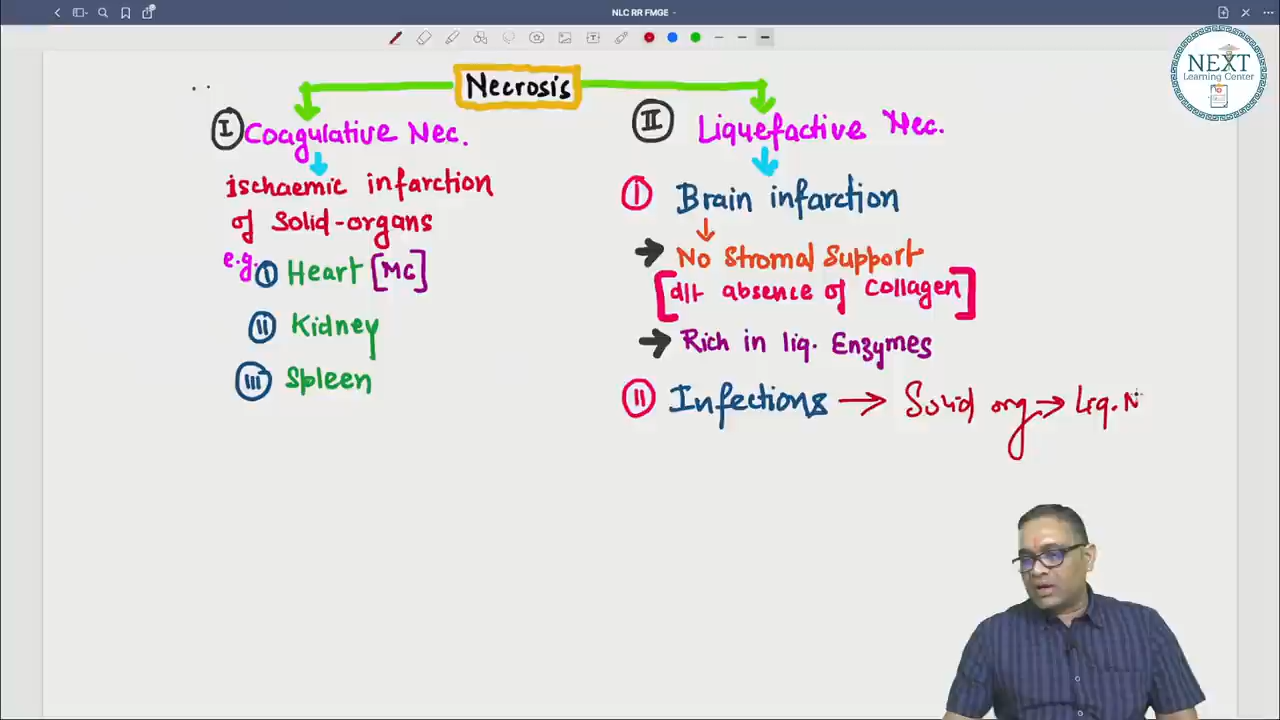 NLC RR FMGE
NEXT
Learning Center
Necrosis
I Coagulative Nec.
ischaemic infarction
of Solid-organs
e.g. i Heart [MC]
ii Kidney
iii Spleen
II Liquefactive Nec.
I Brain infarction
→ No Stromal Support
[d/t absence of Collagen]
→ Rich in liq. Enzymes
II Infections → Solid org → Liq. N